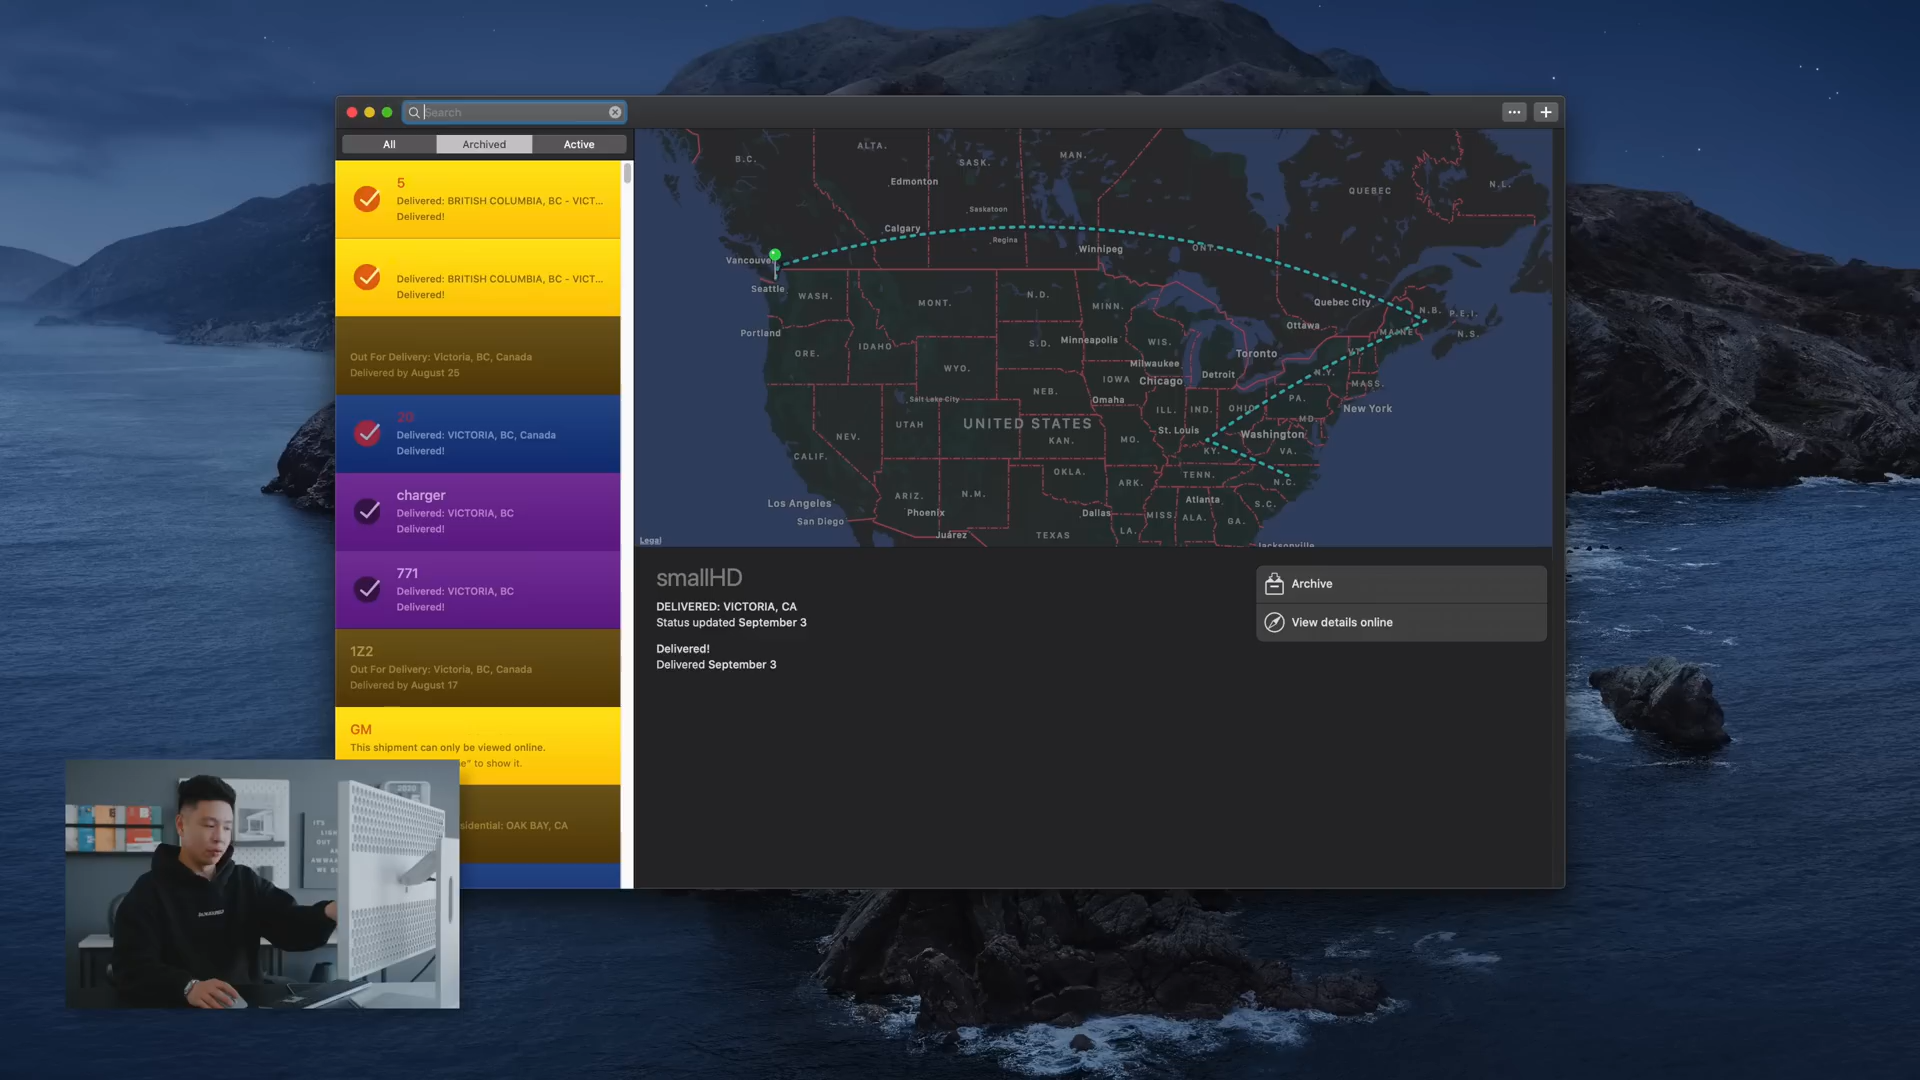 Search
All
Archived
Active
5
Delivered: BRITISH COLUMBIA, BC - VICT...
Delivered!
Delivered: BRITISH COLUMBIA, BC - VICT...
Delivered!
Out For Delivery: Victoria, BC, Canada
Delivered by August 25
20
Delivered: VICTORIA, BC, Canada
Delivered!
charger
Delivered: VICTORIA, BC
Delivered!
771
Delivered: VICTORIA, BC
Delivered!
1Z2
Out For Delivery: Victoria, BC, Canada
Delivered by August 17
GM
This shipment can only be viewed online.
e" to show it.
sidential: OAK BAY, CA
B.C.
ALTA.
SASK.
MAN.
Edmonton
QUEBEC
N.L.
Saskatoon
Calgary
Regina
Winnipeg
ONT.
Vancouver
Seattle
WASH.
MONT.
N.D.
MINN.
Quebec City
N.B.
P.E.I.
Ottawa
MAINE
N.S.
Portland
ORE.
IDAHO
S.D.
Minneapolis
WIS.
Toronto
VT.
WYO.
Milwaukee
Chicago
Detroit
N.Y.
MASS.
IOWA
NEB.
Omaha
Salt Lake City
PA.
New York
ILL.
IND.
OHIO
MD.
NEV.
UTAH
UNITED STATES
KAN.
MO.
St. Louis
Washington
KY.
VA.
CALIF.
OKLA.
TENN.
N.C.
ARK.
Los Angeles
ARIZ.
N.M.
Atlanta
S.C.
San Diego
Phoenix
Dallas
MISS.
ALA.
GA.
Juárez
TEXAS
LA.
Jacksonville
Legal
smallHD
DELIVERED: VICTORIA, CA
Status updated September 3
Delivered!
Delivered September 3
Archive
View details online
2020
IT'S
LIGH
OUT